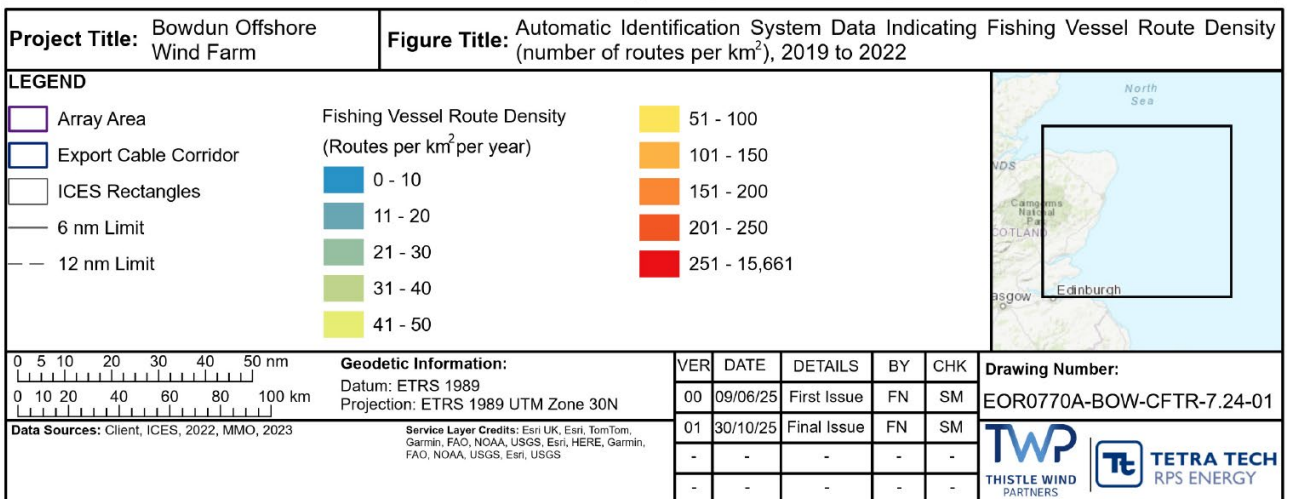 Project Title: Bowdun Offshore Wind Farm
Figure Title: Automatic Identification System Data Indicating Fishing Vessel Route Density
(number of routes per km2), 2019 to 2022
LEGEND
Array Area
Export Cable Corridor
ICES Rectangles
6 nm Limit
12 nm Limit
Fishing Vessel Route Density
(Routes per km2 per year)
0 - 10
11 - 20
21 - 30
31 - 40
41 - 50
51 - 100
101 - 150
151 - 200
201 - 250
251 - 15,661
North
Sea
NDS
Cairngorms
National
Park
COTLAND
Edinburgh
asgow
0 5 10 20 30 40 50 nm
0 10 20 40 60 80 100 km
Geodetic Information:
Datum: ETRS 1989
Projection: ETRS 1989 UTM Zone 30N
VER DATE DETAILS BY CHK
00 09/06/25 First Issue FN SM
01 30/10/25 Final Issue FN SM
- - - - -
- - - - -
Drawing Number:
EOR0770A-BOW-CFTR-7.24-01
Data Sources: Client, ICES, 2022, MMO, 2023
Service Layer Credits: Esri UK, Esri, TomTom,
Garmin, FAO, NOAA, USGS, Esri, HERE, Garmin,
FAO, NOAA, USGS, Esri, USGS
TWP
THISTLE WIND
PARTNERS
Tt
TETRA TECH
RPS ENERGY